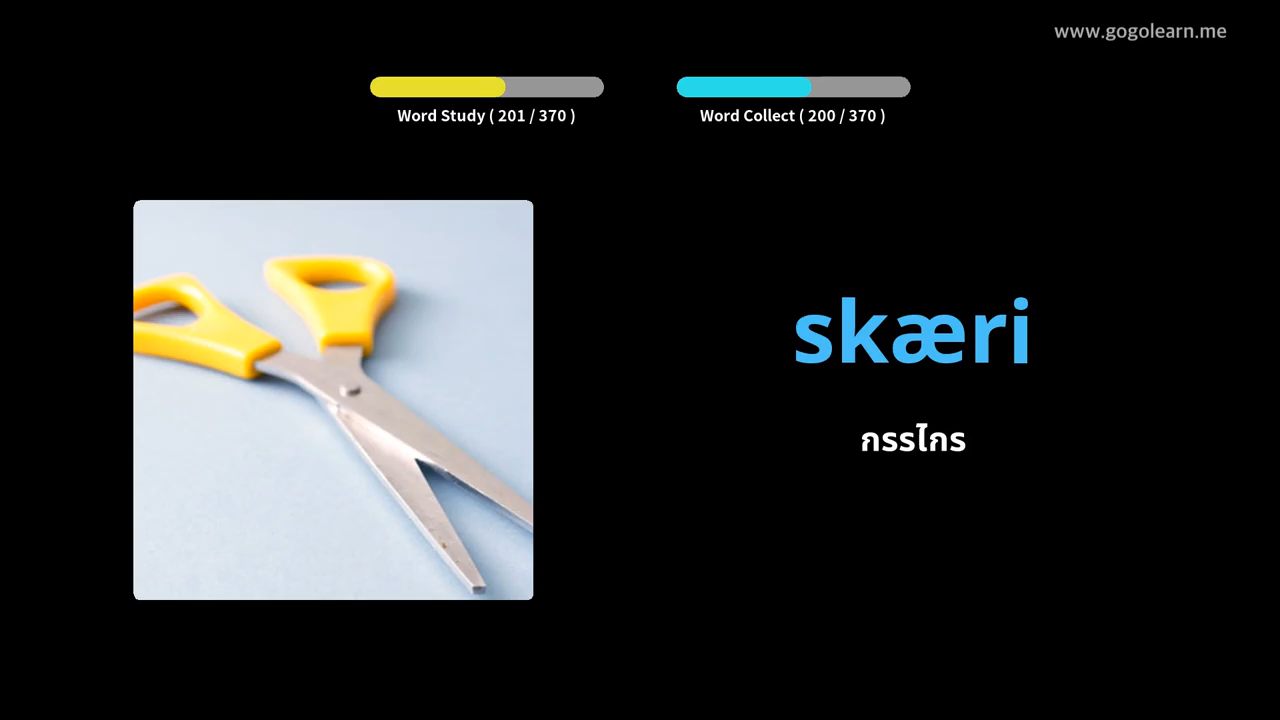 www.gogolearn.me
Word Study ( 201 / 370 )
Word Collect ( 200 / 370 )
skæri
กรรไกร